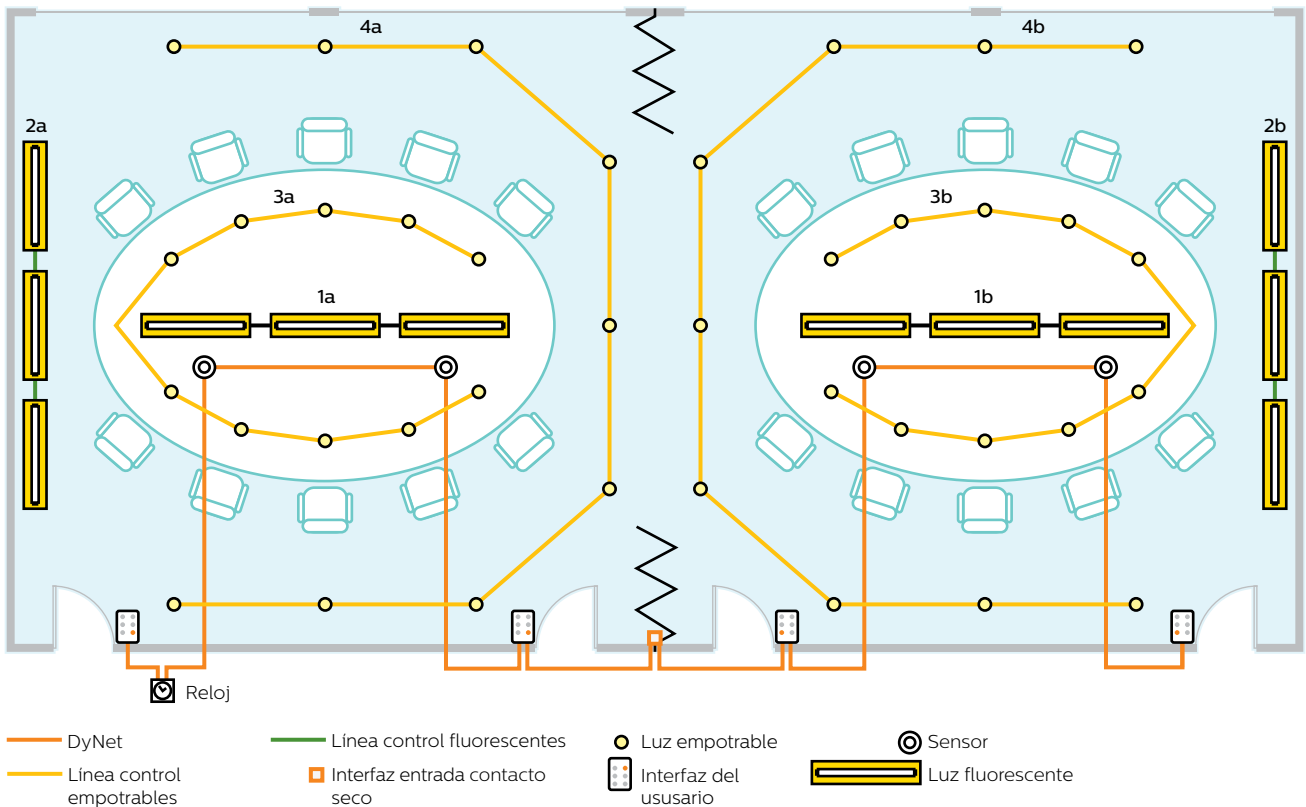 4a
4b
2a
2b
3a
3b
1a
1b
Reloj
DyNet
Línea control fluorescentes
Luz empotrable
Sensor
Línea control
empotrables
Interfaz entrada contacto
seco
Interfaz del
ususario
Luz fluorescente